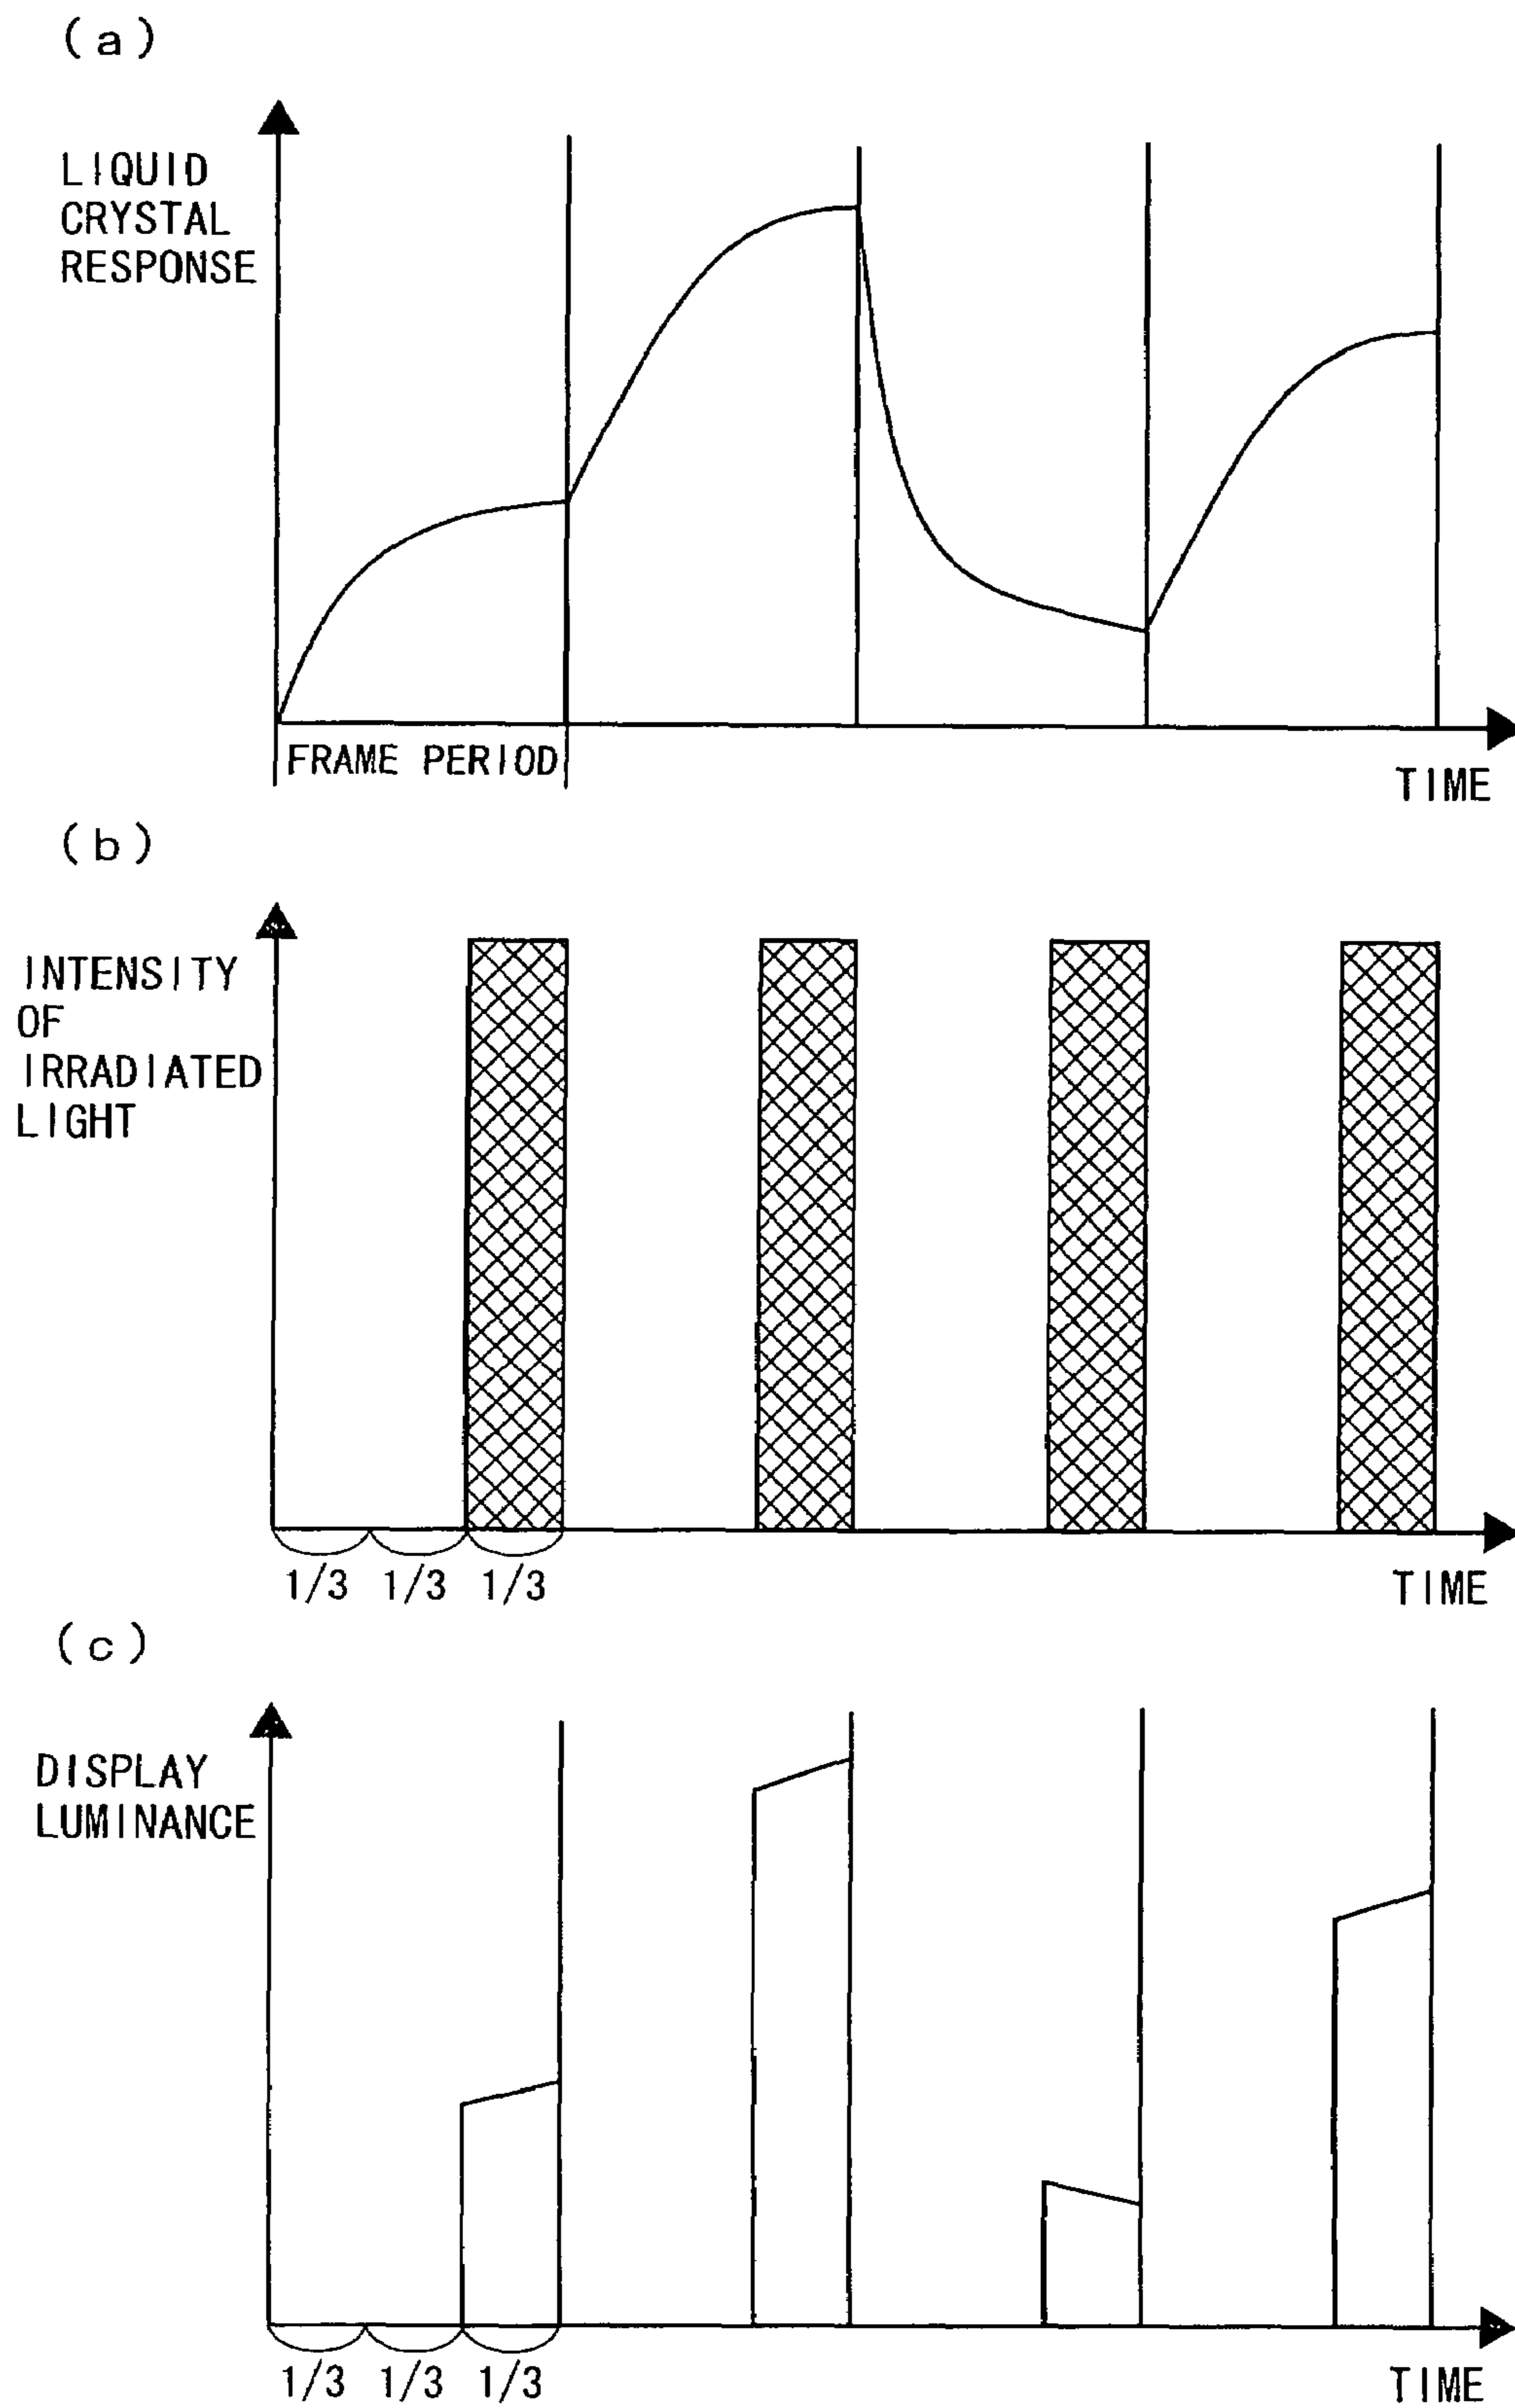 (a)
LIQUID
CRYSTAL
RESPONSE
FRAME PERIOD
TIME
(b)
INTENSITY
OF
IRRADIATED
LIGHT
1/3 1/3 1/3
TIME
(c)
DISPLAY
LUMINANCE
1/3 1/3 1/3
TIME